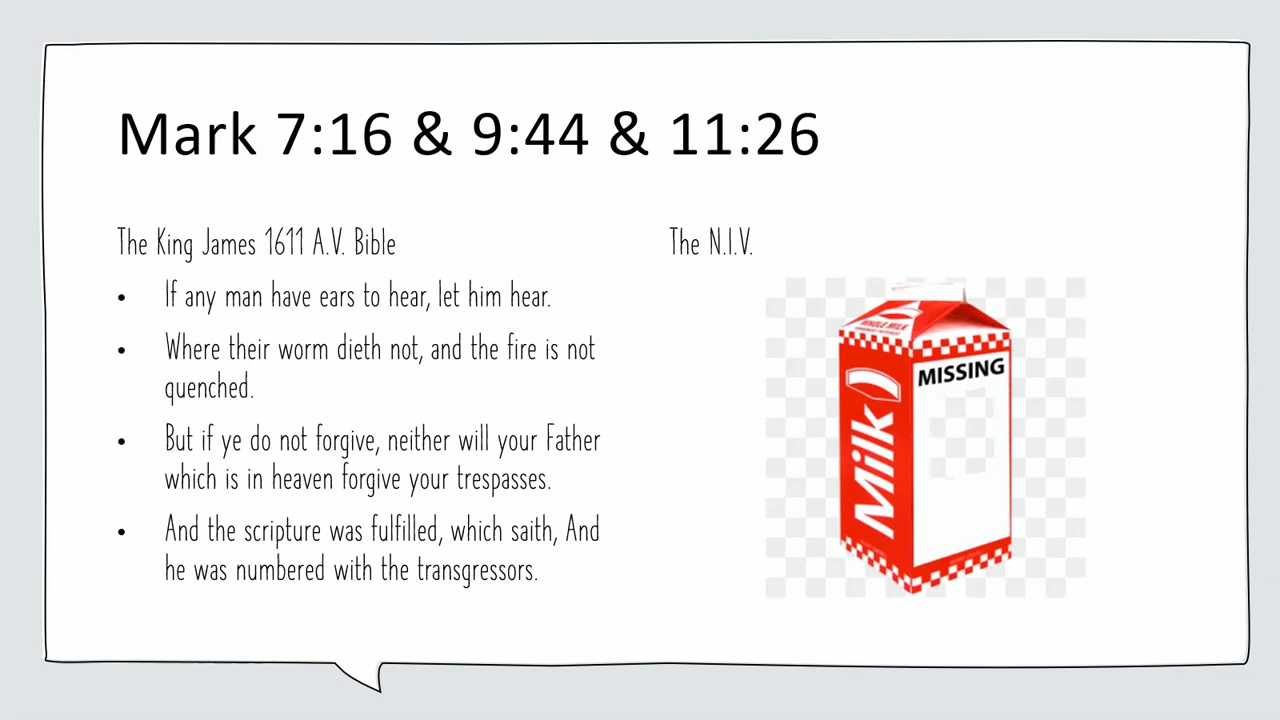 Mark 7:16 & 9:44 & 11:26
The King James 1611 A.V. Bible
• If any man have ears to hear, let him hear.
• Where their worm dieth not, and the fire is not
quenched.
• But if ye do not forgive, neither will your Father
which is in heaven forgive your trespasses.
• And the scripture was fulfilled, which saith, And
he was numbered with the transgressors.
The N.I.V.
WHOLE MILK
MISSING
Milk